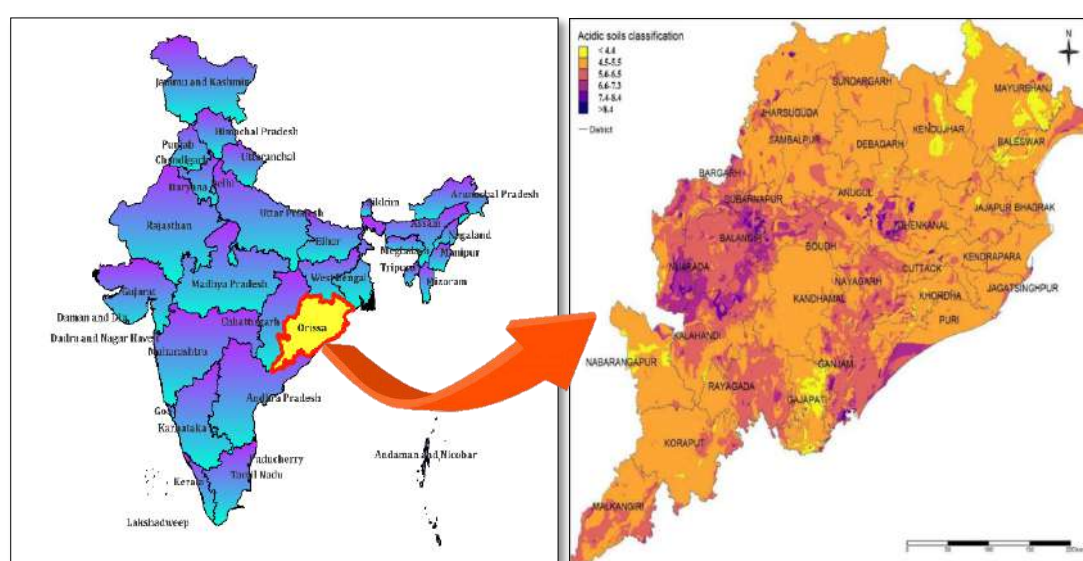 Jammu and Kashmir
Himachal Pradesh
Punjab
Chandigarh
Uttaranchal
Haryana
Delhi
Arunachal Pradesh
Sikkim
Rajasthan
Uttar Pradesh
Assam
Nagaland
Bihar
Meghalaya
Manipur
Tripura
Mizoram
West Bengal
Gujarat
Madhya Pradesh
Daman and Diu
Chhattisgarh
Orissa
Dadra and Nagar Haveli
Maharashtra
Andhra Pradesh
Goa
Karnataka
Andaman and Nicobar
Puducherry
Tamil Nadu
Kerala
Lakshadweep
Acidic soils classification
< 4.4
4.5-5.5
5.6-6.5
6.6-7.3
7.4-8.4
>8.4
District
N
SUNDARGARH
MAYURBHANJ
JHARSUGUDA
KENDUJHAR
SAMBALPUR
DEBAGARH
BALESWAR
BARGARH
SUBARNAPUR
ANUGUL
JAJAPUR BHADRAK
DHENKANAL
BALANGIR
BOUDH
KENDRAPARA
NUAPADA
CUTTACK
NAYAGARH
JAGATSINGHPUR
KANDHAMAL
KHORDHA
PURI
KALAHANDI
NABARANGAPUR
GANJAM
RAYAGADA
GAJAPATI
KORAPUT
MALKANGIRI
0 50 100 150